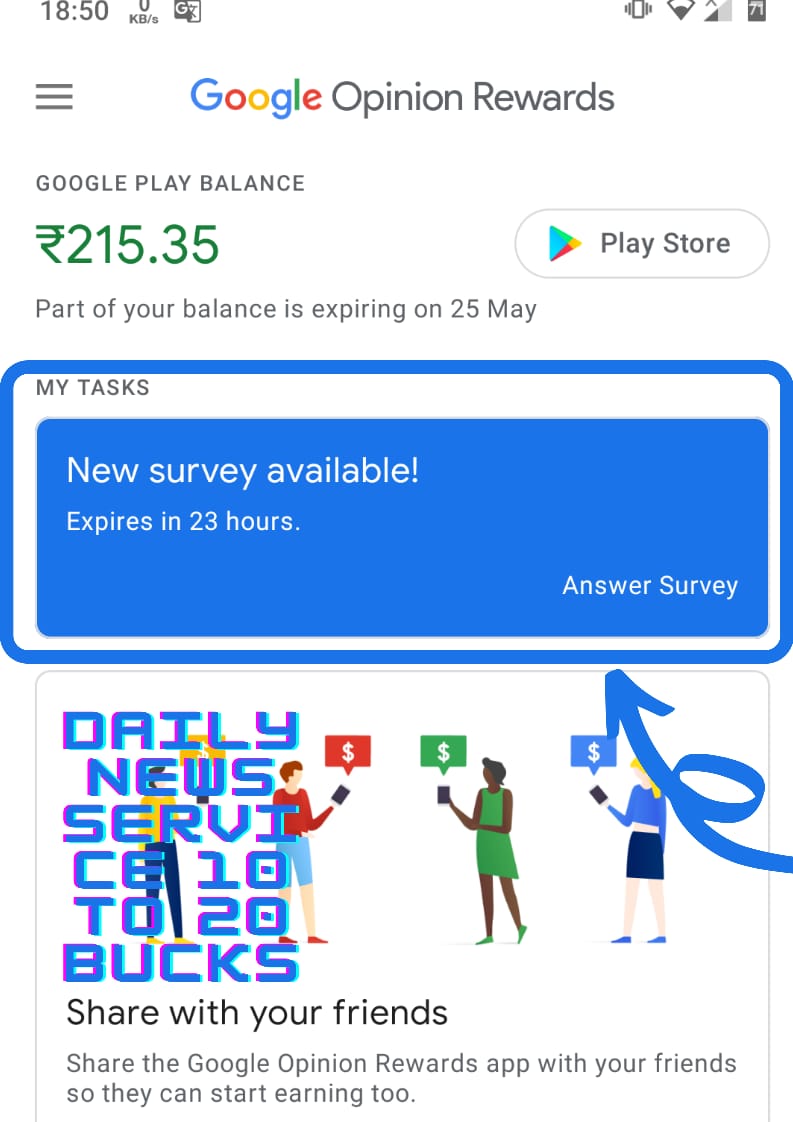 18:50 0 KB/s G 71
Google Opinion Rewards
GOOGLE PLAY BALANCE
₹215.35
Play Store
Part of your balance is expiring on 25 May
MY TASKS
New survey available!
Expires in 23 hours.
Answer Survey
DAILY
NEWS
SERVI
CE 10
TO 20
BUCKS
$ $ $ $
Share with your friends
Share the Google Opinion Rewards app with your friends
so they can start earning too.